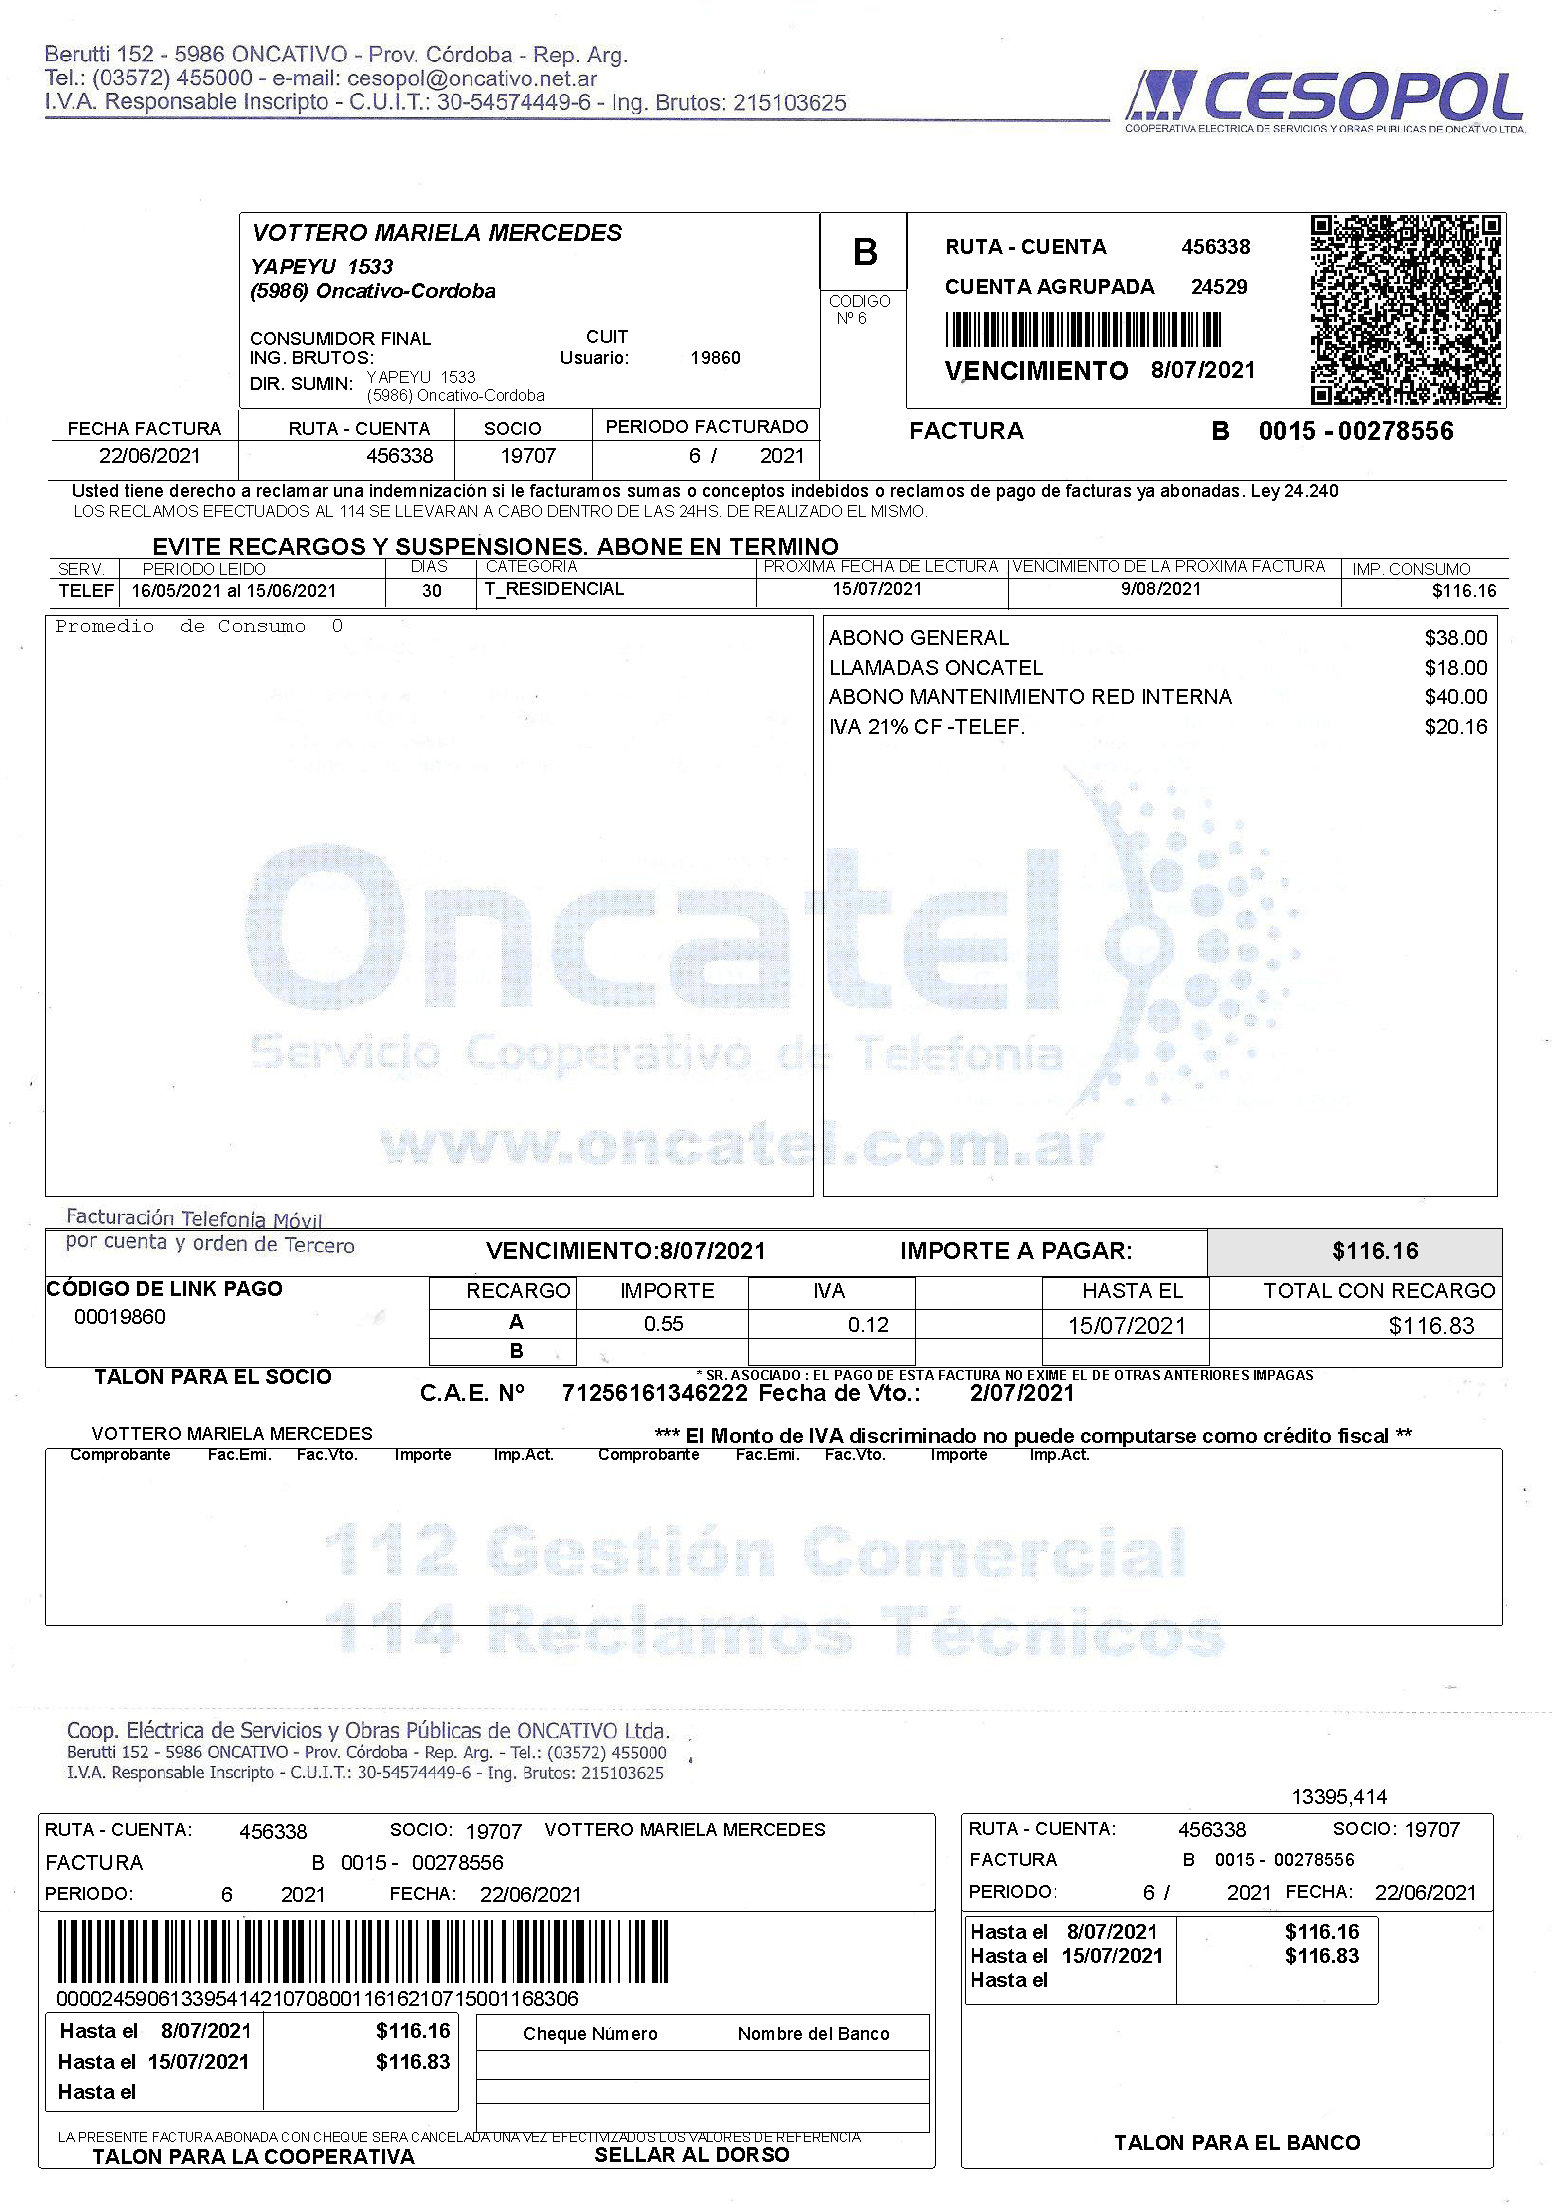 Berutti 152 - 5986 ONCATIVO - Prov. Córdoba - Rep. Arg.
Tel.: (03572) 455000 - e-mail: cesopol@oncativo.net.ar
I.V.A. Responsable Inscripto - C.U.I.T.: 30-54574449-6 - Ing. Brutos: 215103625
CESOPOL
COOPERATIVA ELECTRICA DE SERVICIOS Y OBRAS PUBLICAS DE ONCATIVO LTDA.
VOTTERO MARIELA MERCEDES
YAPEYU 1533
(5986) Oncativo-Cordoba
CONSUMIDOR FINAL CUIT
ING. BRUTOS: Usuario: 19860
DIR. SUMIN: YAPEYU 1533
(5986) Oncativo-Cordoba
B
CODIGO
Nº 6
RUTA - CUENTA 456338
CUENTA AGRUPADA 24529
VENCIMIENTO 8/07/2021
FECHA FACTURA RUTA - CUENTA SOCIO PERIODO FACTURADO
22/06/2021 456338 19707 6 / 2021
FACTURA B 0015 - 00278556
Usted tiene derecho a reclamar una indemnización si le facturamos sumas o conceptos indebidos o reclamos de pago de facturas ya abonadas. Ley 24.240
LOS RECLAMOS EFECTUADOS AL 114 SE LLEVARAN A CABO DENTRO DE LAS 24HS. DE REALIZADO EL MISMO.
EVITE RECARGOS Y SUSPENSIONES. ABONE EN TERMINO
SERV. PERIODO LEIDO DIAS CATEGORIA PROXIMA FECHA DE LECTURA VENCIMIENTO DE LA PROXIMA FACTURA IMP. CONSUMO
TELEF 16/05/2021 al 15/06/2021 30 T_RESIDENCIAL 15/07/2021 9/08/2021 $116.16
Promedio de Consumo 0
ABONO GENERAL $38.00
LLAMADAS ONCATEL $18.00
ABONO MANTENIMIENTO RED INTERNA $40.00
IVA 21% CF -TELEF. $20.16
Oncatel
Servicio Cooperativo de Telefonía
www.oncatel.com.ar
Facturación Telefonía Móvil
por cuenta y orden de Tercero
VENCIMIENTO:8/07/2021 IMPORTE A PAGAR: $116.16
CÓDIGO DE LINK PAGO
00019860
RECARGO IMPORTE IVA HASTA EL TOTAL CON RECARGO
A 0.55 0.12 15/07/2021 $116.83
B
TALON PARA EL SOCIO
* SR. ASOCIADO : EL PAGO DE ESTA FACTURA NO EXIME EL DE OTRAS ANTERIORES IMPAGAS
C.A.E. Nº 71256161346222 Fecha de Vto.: 2/07/2021
VOTTERO MARIELA MERCEDES *** El Monto de IVA discriminado no puede computarse como crédito fiscal **
Comprobante Fac.Emi. Fac.Vto. Importe Imp.Act. Comprobante Fac.Emi. Fac.Vto. Importe Imp.Act.
112 Gestión Comercial
114 Reclamos Técnicos
Coop. Eléctrica de Servicios y Obras Públicas de ONCATIVO Ltda.
Berutti 152 - 5986 ONCATIVO - Prov. Córdoba - Rep. Arg. - Tel.: (03572) 455000
I.V.A. Responsable Inscripto - C.U.I.T.: 30-54574449-6 - Ing. Brutos: 215103625
13395,414
RUTA - CUENTA: 456338 SOCIO: 19707 VOTTERO MARIELA MERCEDES
FACTURA B 0015 - 00278556
PERIODO: 6 2021 FECHA: 22/06/2021
00002459061339541421070800116162107150011683​06
Hasta el 8/07/2021 $116.16
Hasta el 15/07/2021 $116.83
Hasta el
Cheque Número Nombre del Banco
LA PRESENTE FACTURA ABONADA CON CHEQUE SERA CANCELADA UNA VEZ EFECTIVIZADOS LOS VALORES DE REFERENCIA
TALON PARA LA COOPERATIVA SELLAR AL DORSO
RUTA - CUENTA: 456338 SOCIO: 19707
FACTURA B 0015 - 00278556
PERIODO: 6 / 2021 FECHA: 22/06/2021
Hasta el 8/07/2021 $116.16
Hasta el 15/07/2021 $116.83
Hasta el
TALON PARA EL BANCO